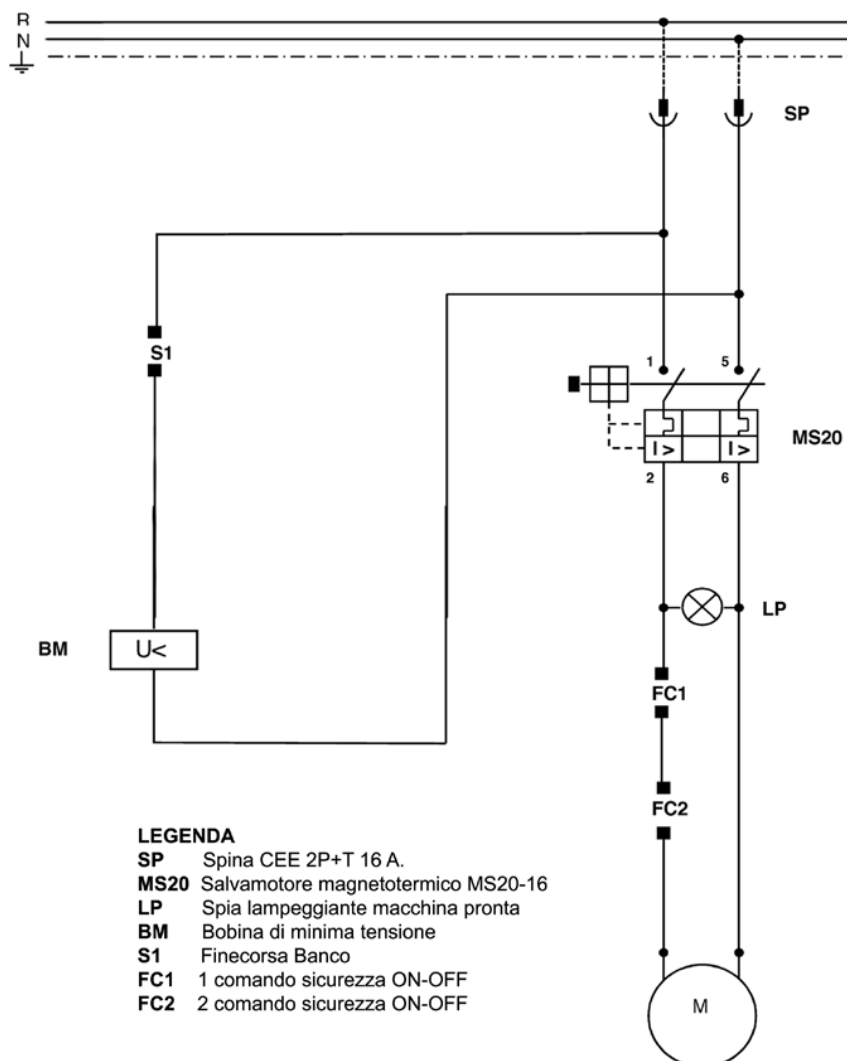 R
N
SP
S1
1 5
I> I>
MS20
2 6
LP
BM U<
FC1
FC2
LEGENDA
SP Spina CEE 2P+T 16 A.
MS20 Salvamotore magnetotermico MS20-16
LP Spia lampeggiante macchina pronta
BM Bobina di minima tensione
S1 Finecorsa Banco
FC1 1 comando sicurezza ON-OFF
FC2 2 comando sicurezza ON-OFF
M